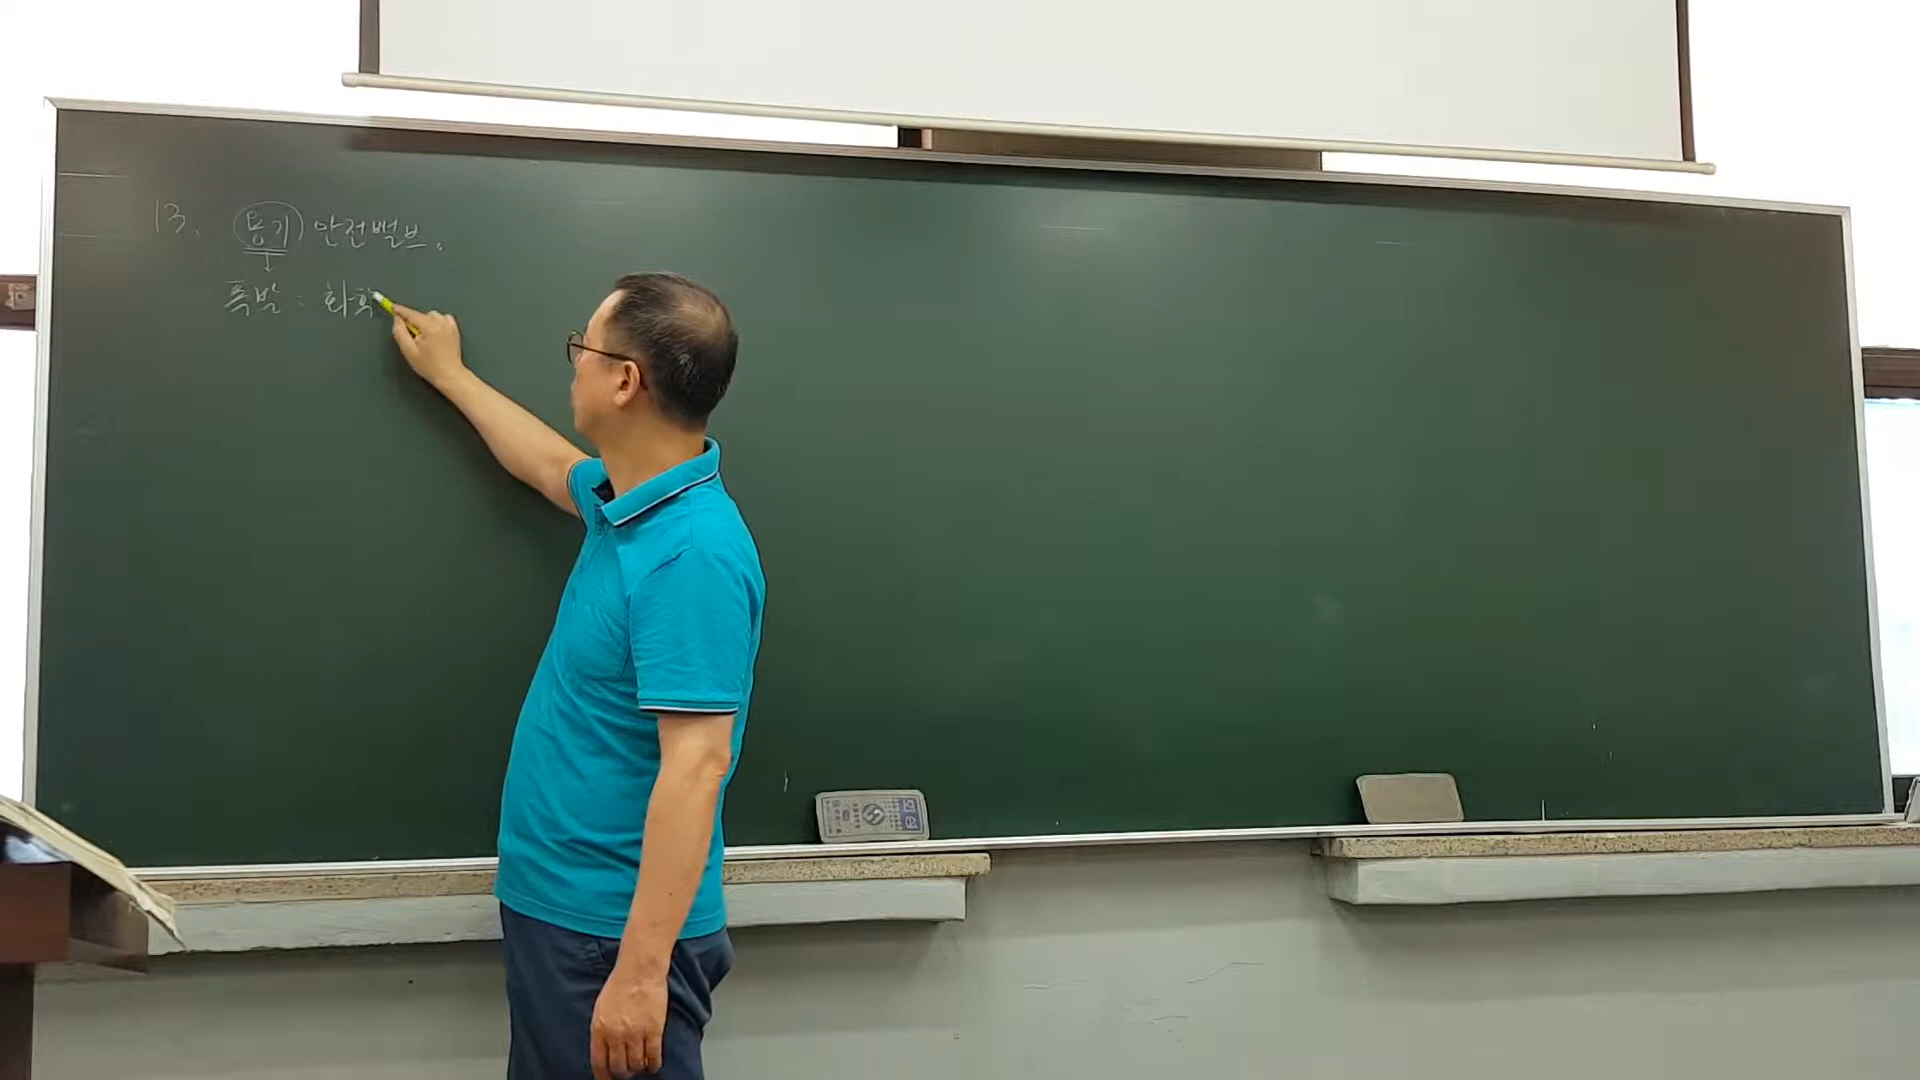 13. 용기 안전밸브.
폭발 : 화학